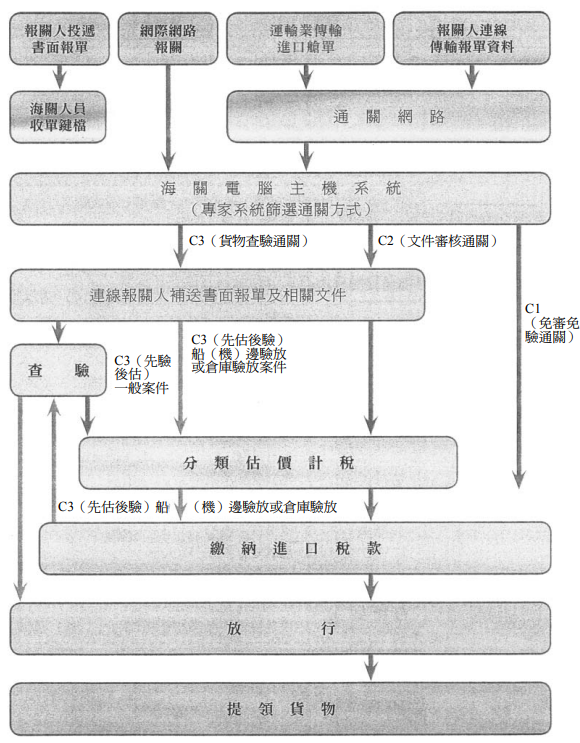 報關人投遞
書面報單
網際網路
報關
運輸業傳輸
進口艙單
報關人連線
傳輸報單資料
海關人員
收單鍵檔
通關網路
海關電腦主機系統
（專家系統篩選通關方式）
C3（貨物查驗通關）
C2（文件審核通關）
連線報關人補送書面報單及相關文件
C1
（免審免
驗通關）
C3（先估後驗）
船（機）邊驗放
或倉庫驗放案件
查驗
C3（先驗
後估）
一般案件
分類估價計稅
C3（先估後驗）船（機）邊驗放或倉庫驗放
繳納進口稅款
放行
提領貨物